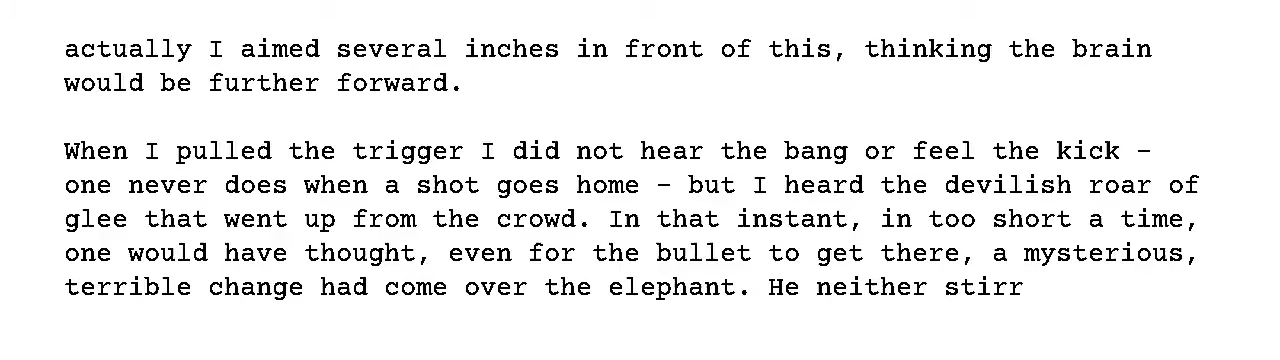 actually I aimed several inches in front of this, thinking the brain
would be further forward.
When I pulled the trigger I did not hear the bang or feel the kick –
one never does when a shot goes home – but I heard the devilish roar of
glee that went up from the crowd. In that instant, in too short a time,
one would have thought, even for the bullet to get there, a mysterious,
terrible change had come over the elephant. He neither stirr